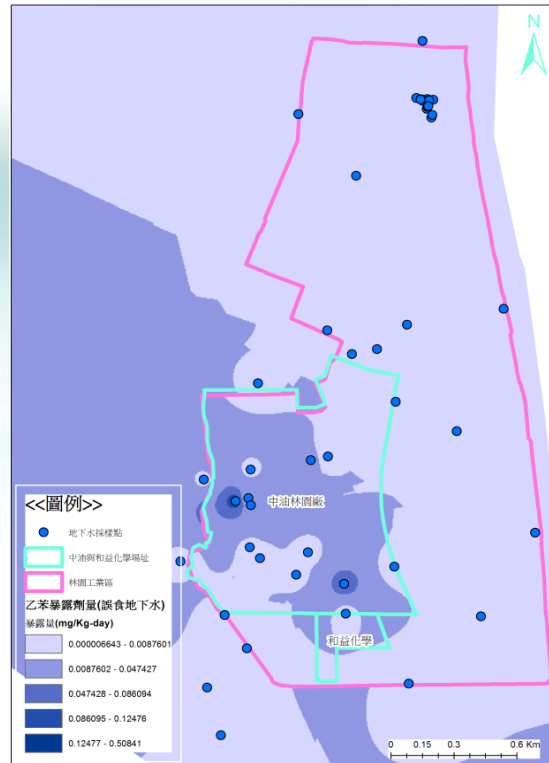 N
中油林園廠
和益化學
<<圖例>>
地下水採樣點
中油與和益化學場址
林園工業區
乙苯暴露劑量(誤食地下水)
暴露量(mg/Kg-day)
0.000006643 - 0.0087601
0.0087602 - 0.047427
0.047428 - 0.086094
0.086095 - 0.12476
0.12477 - 0.50841
0 0.15 0.3 0.6 Km